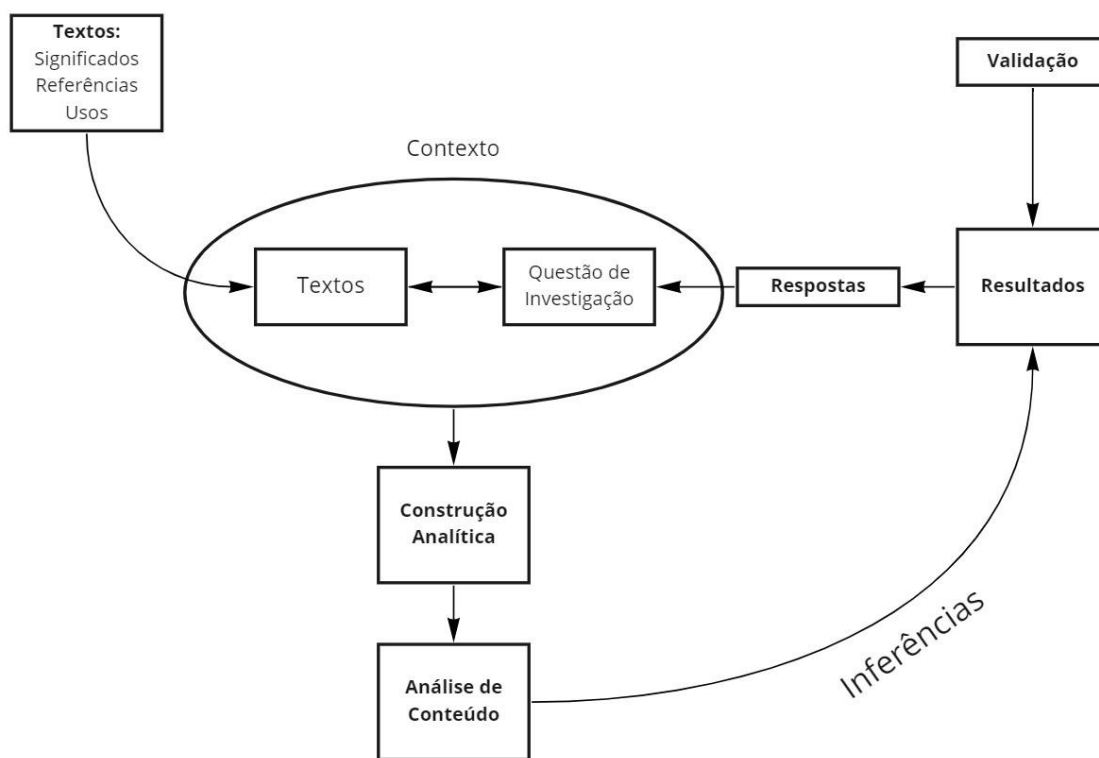 Textos:
Significados
Referências
Usos
Validação
Contexto
Textos
Questão de
Investigação
Respostas
Resultados
Construção
Analítica
Análise de
Conteúdo
Inferências